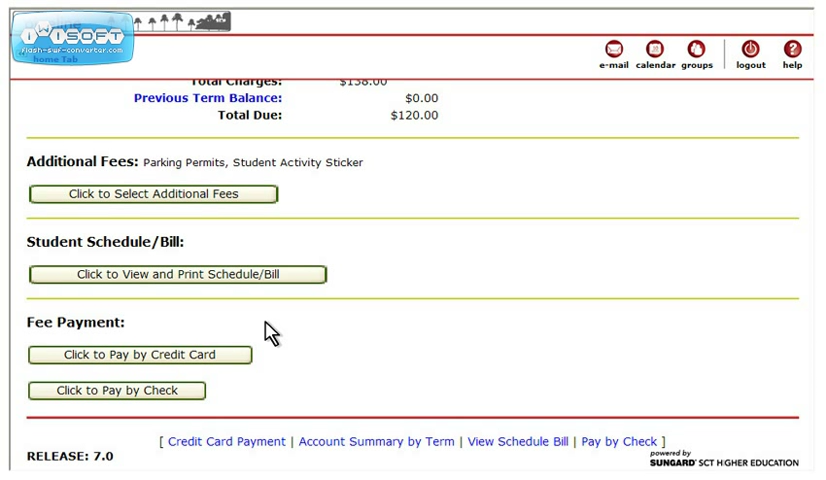 iWiSOFT
flash-swf-converter.com
home Tab
e-mail calendar groups logout help
Total Charges: $138.00
Previous Term Balance: $0.00
Total Due: $120.00
Additional Fees: Parking Permits, Student Activity Sticker
Click to Select Additional Fees
Student Schedule/Bill:
Click to View and Print Schedule/Bill
Fee Payment:
Click to Pay by Credit Card
Click to Pay by Check
[ Credit Card Payment | Account Summary by Term | View Schedule Bill | Pay by Check ]
RELEASE: 7.0
powered by
SUNGARD® SCT HIGHER EDUCATION